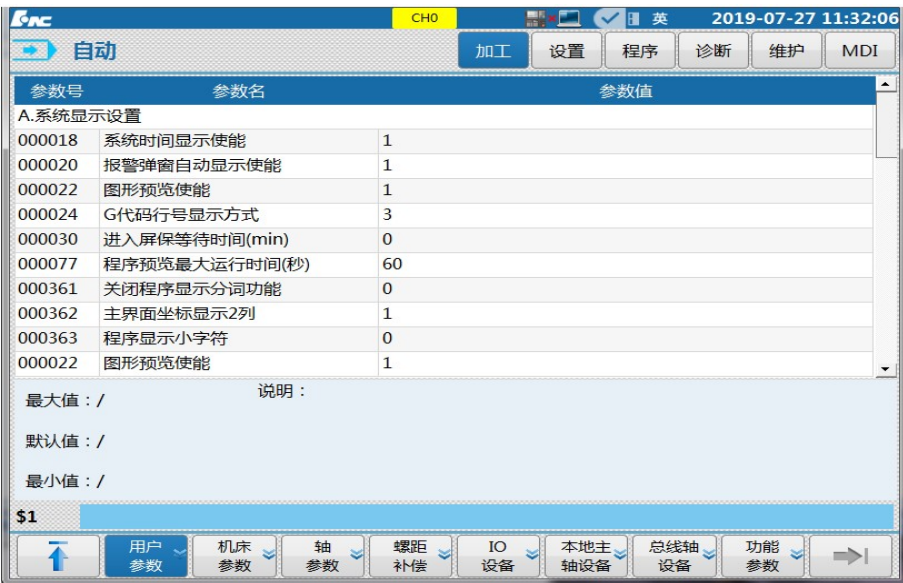 HNC CH0 英 2019-07-27 11:32:06
自动 加工 设置 程序 诊断 维护 MDI
参数号 参数名 参数值
A.系统显示设置
000018 系统时间显示使能 1
000020 报警弹窗自动显示使能 1
000022 图形预览使能 1
000024 G代码行号显示方式 3
000030 进入屏保等待时间(min) 0
000077 程序预览最大运行时间(秒) 60
000361 关闭程序显示分词功能 0
000362 主界面坐标显示2列 1
000363 程序显示小字符 0
000022 图形预览使能 1
最大值：/ 说明：
默认值：/
最小值：/
$1
用户 机床 轴 螺距 IO 本地主 总线轴 功能
参数 参数 参数 补偿 设备 轴设备 设备 参数